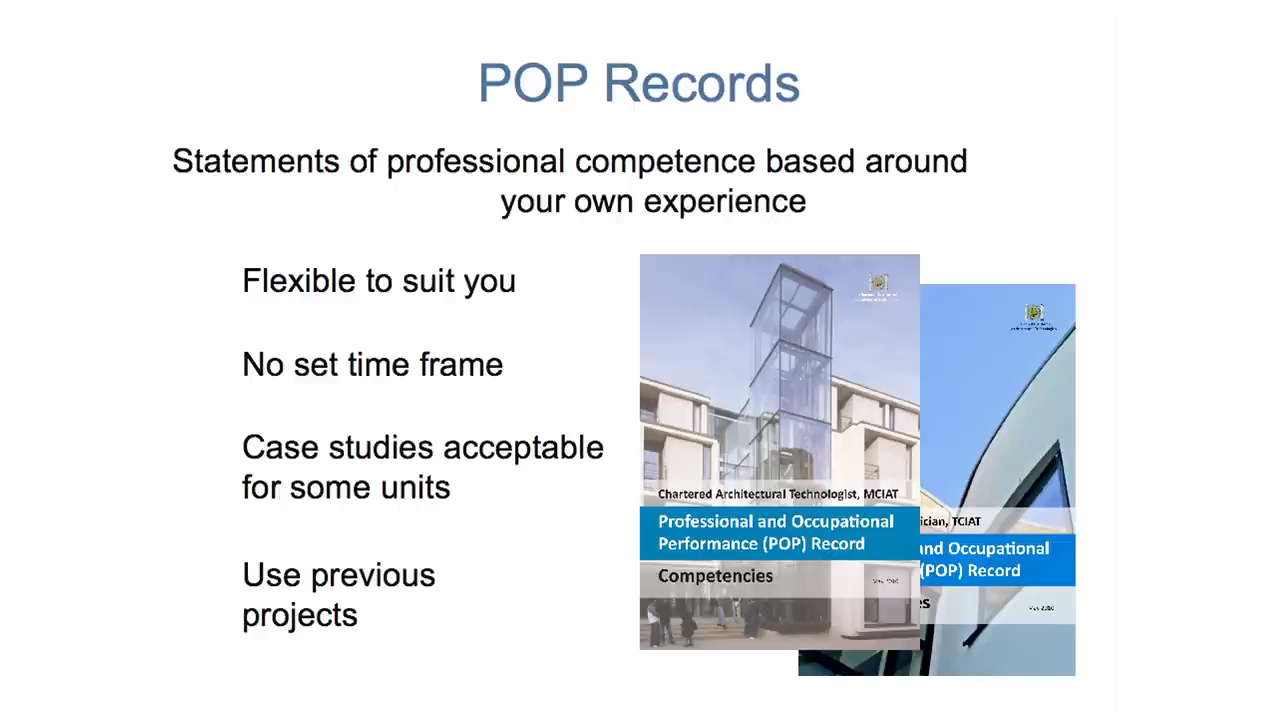 POP Records
Statements of professional competence based around
your own experience
Flexible to suit you
No set time frame
Case studies acceptable
for some units
Use previous
projects
Chartered Architectural Technologist, MCIAT
Professional and Occupational
Performance (POP) Record
Competencies
ician, TCIAT
and Occupational
(POP) Record
es